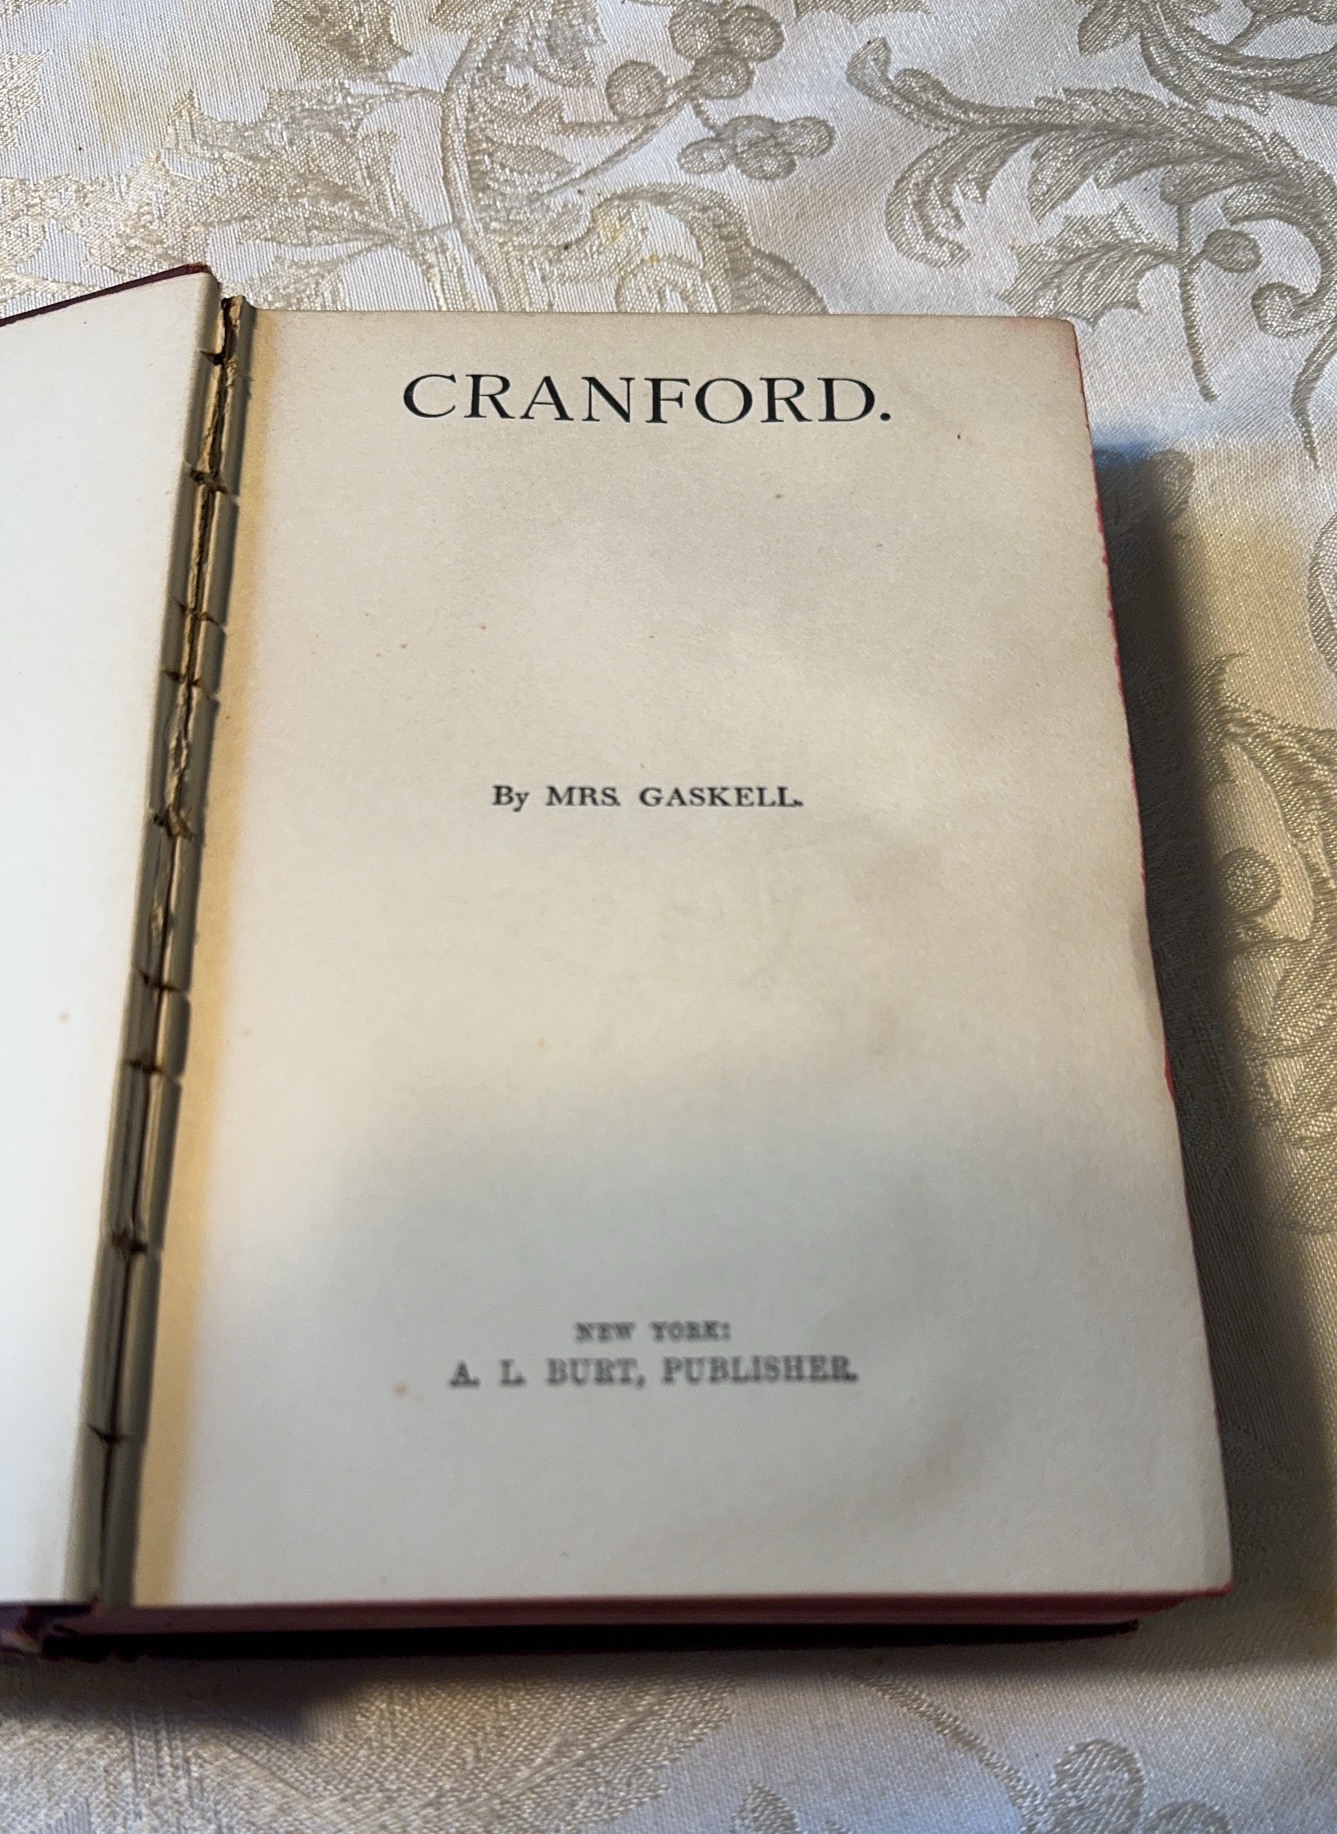 CRANFORD.
By MRS. GASKELL.
NEW YORK:
A. L. BURT, PUBLISHER.